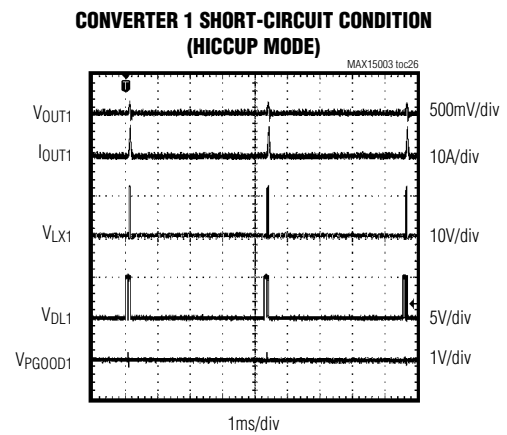 CONVERTER 1 SHORT-CIRCUIT CONDITION
(HICCUP MODE)
MAX15003 toc26
T
VOUT1
500mV/div
IOUT1
10A/div
VLX1
10V/div
VDL1
5V/div
VPGOOD1
1V/div
1ms/div